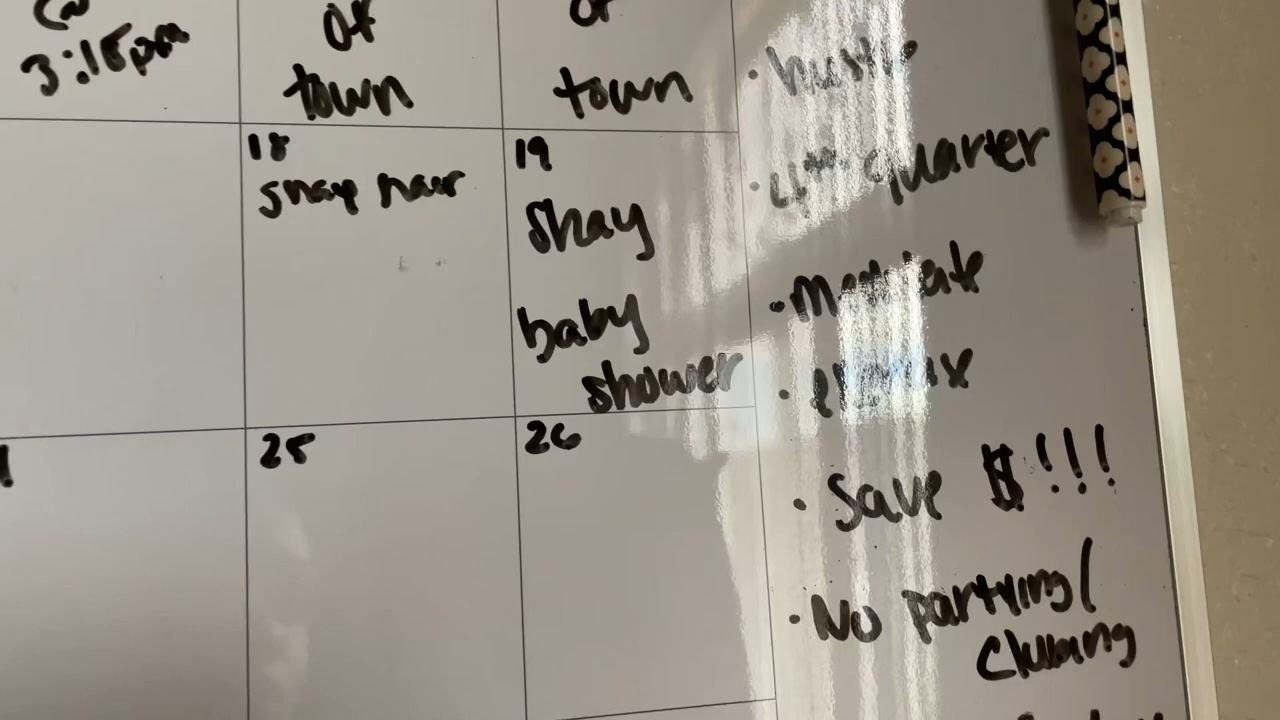 3:15pm
of
town
of
town
18
shay hair
19
shay
baby
shower
25
26
• hustle
• 4th quarter
• Meditate
• Save $!!!
• No partying/
clubbing